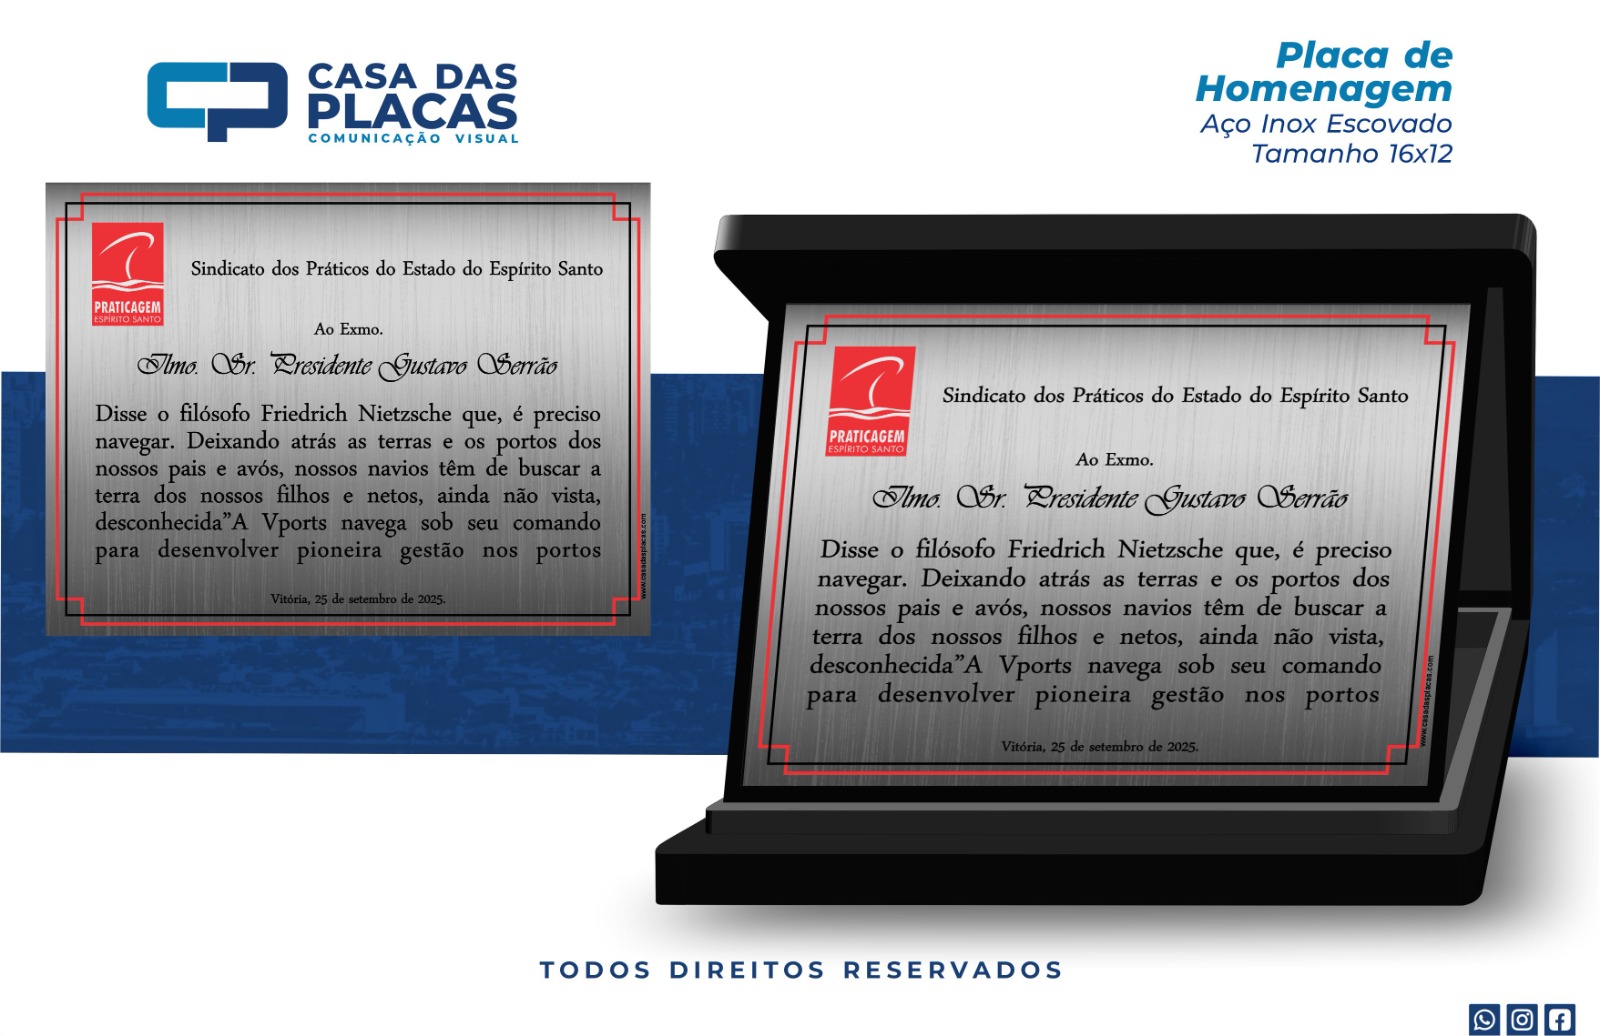 CASA DAS
PLACAS
COMUNICAÇÃO VISUAL
Placa de
Homenagem
Aço Inox Escovado
Tamanho 16x12
PRATICAGEM
ESPÍRITO SANTO
Sindicato dos Práticos do Estado do Espírito Santo
Ao Exmo.
Ilmo. Sr. Presidente Gustavo Serrão
Disse o filósofo Friedrich Nietzsche que, é preciso
navegar. Deixando atrás as terras e os portos dos
nossos pais e avós, nossos navios têm de buscar a
terra dos nossos filhos e netos, ainda não vista,
desconhecida”A Vports navega sob seu comando
para desenvolver pioneira gestão nos portos
Vitória, 25 de setembro de 2025.
www.casadasplacas.com
PRATICAGEM
ESPÍRITO SANTO
Sindicato dos Práticos do Estado do Espírito Santo
Ao Exmo.
Ilmo. Sr. Presidente Gustavo Serrão
Disse o filósofo Friedrich Nietzsche que, é preciso
navegar. Deixando atrás as terras e os portos dos
nossos pais e avós, nossos navios têm de buscar a
terra dos nossos filhos e netos, ainda não vista,
desconhecida”A Vports navega sob seu comando
para desenvolver pioneira gestão nos portos
Vitória, 25 de setembro de 2025.
www.casadasplacas.com
TODOS DIREITOS RESERVADOS